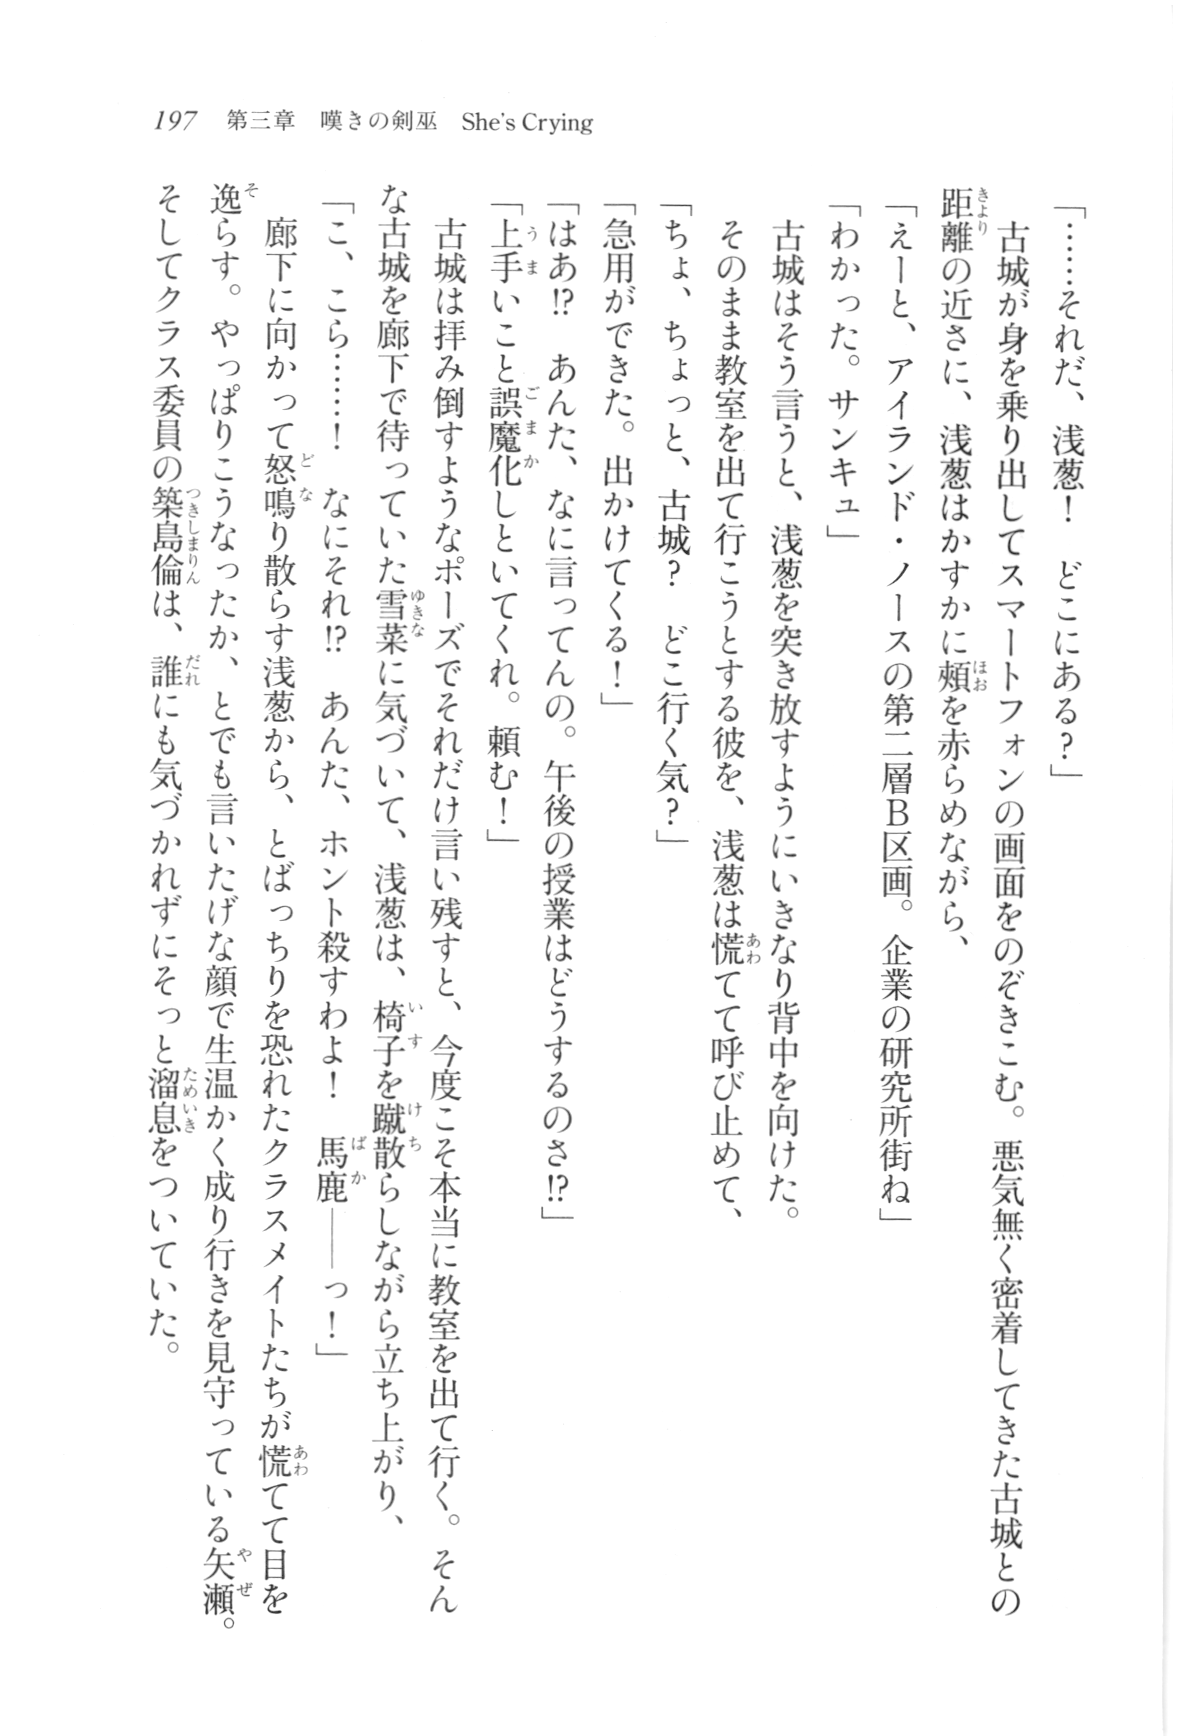 197　第三章　嘆きの剣巫　She's Crying
「……それだ、浅葱！　どこにある？」
　古城が身を乗り出してスマートフォンの画面をのぞきこむ。悪気無く密着してきた古城との
距離の近さに、浅葱はかすかに頰を赤らめながら、
「えーと、アイランド・ノースの第二層Ｂ区画。企業の研究所街ね」
「わかった。サンキュ」
　古城はそう言うと、浅葱を突き放すようにいきなり背中を向けた。
　そのまま教室を出て行こうとする彼を、浅葱は慌てて呼び止めて、
「ちょ、ちょっと、古城？　どこ行く気？」
「急用ができた。出かけてくる！」
「はあ!?　あんた、なに言ってんの。午後の授業はどうするのさ!?」
「上手いこと誤魔化しといてくれ。頼む！」
　古城は拝み倒すようなポーズでそれだけ言い残すと、今度こそ本当に教室を出て行く。そん
な古城を廊下で待っていた雪菜に気づいて、浅葱は、椅子を蹴散らしながら立ち上がり、
「こ、こら……！　なにそれ!?　あんた、ホント殺すわよ！　馬鹿――っ！」
　廊下に向かって怒鳴り散らす浅葱から、とばっちりを恐れたクラスメイトたちが慌てて目を
逸らす。やっぱりこうなったか、とでも言いたげな顔で生温かく成り行きを見守っている矢瀬。
そしてクラス委員の築島倫は、誰にも気づかれずにそっと溜息をついていた。